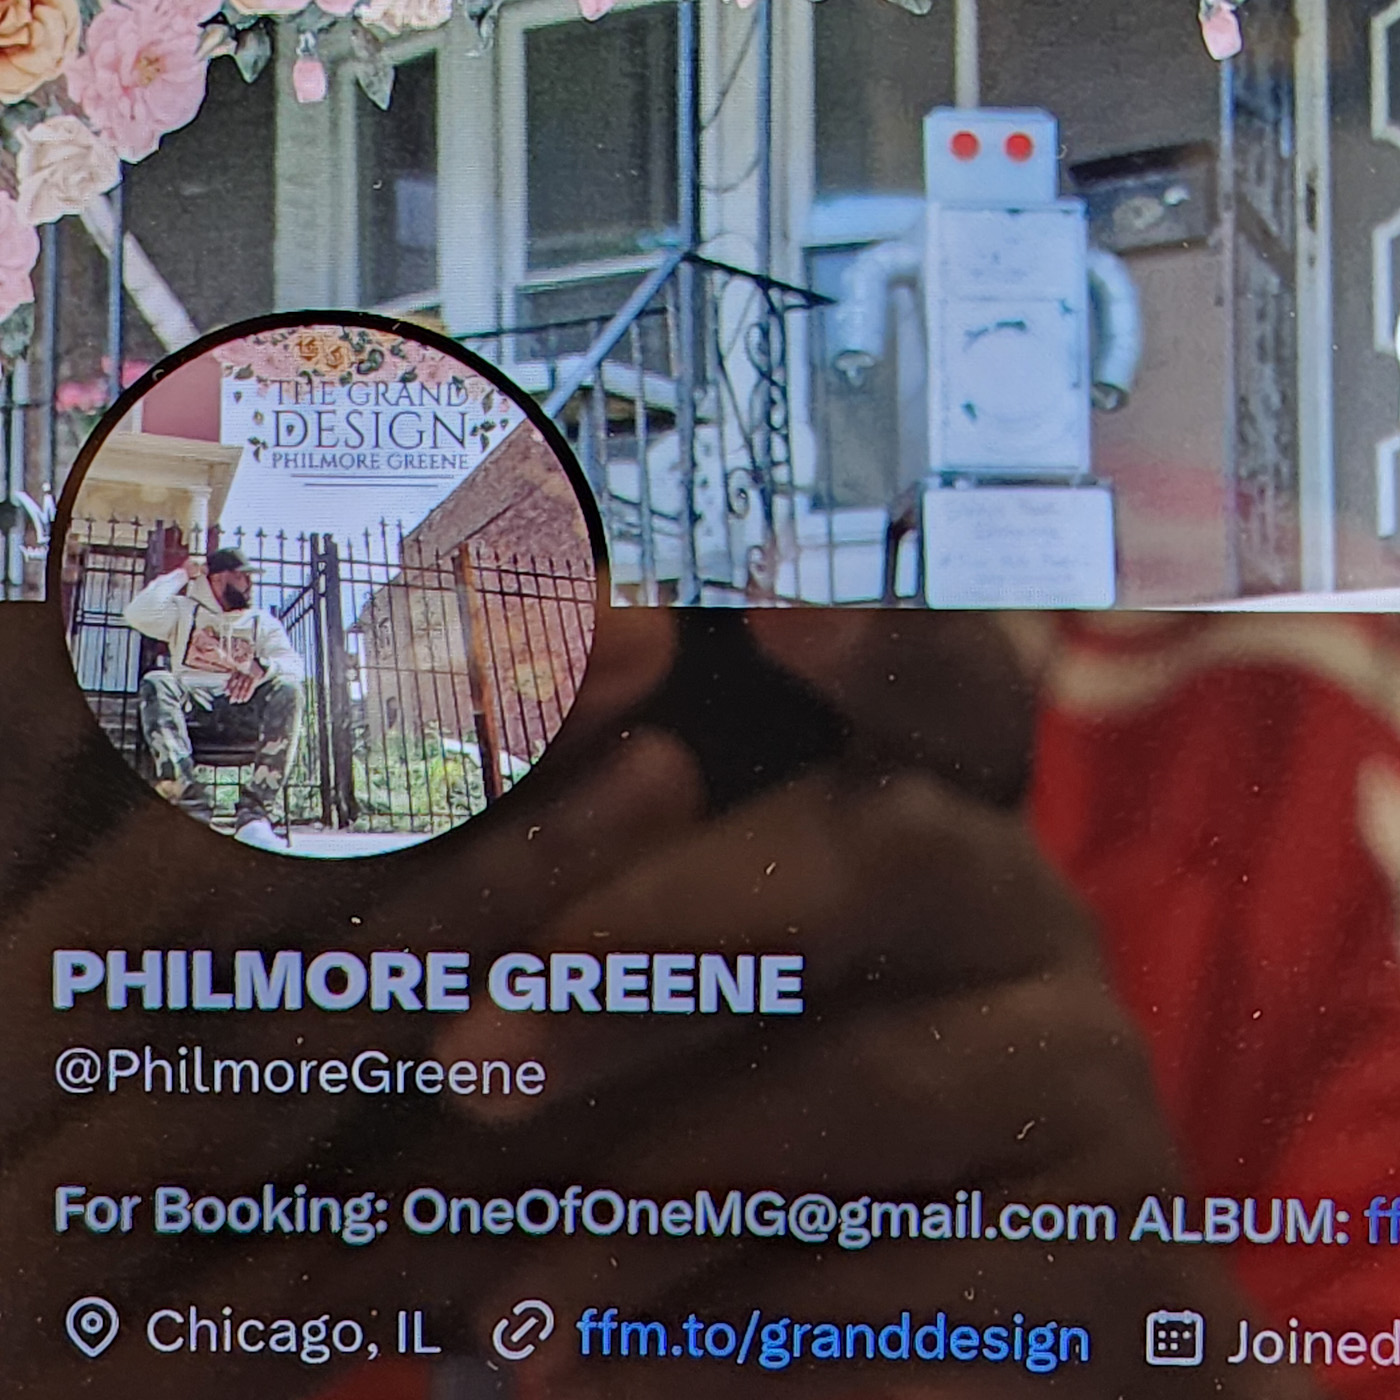 THE GRAND
DESIGN
PHILMORE GREENE
PHILMORE GREENE
@PhilmoreGreene
For Booking: OneOfOneMG@gmail.com ALBUM: ff
Chicago, IL ffm.to/granddesign Joined